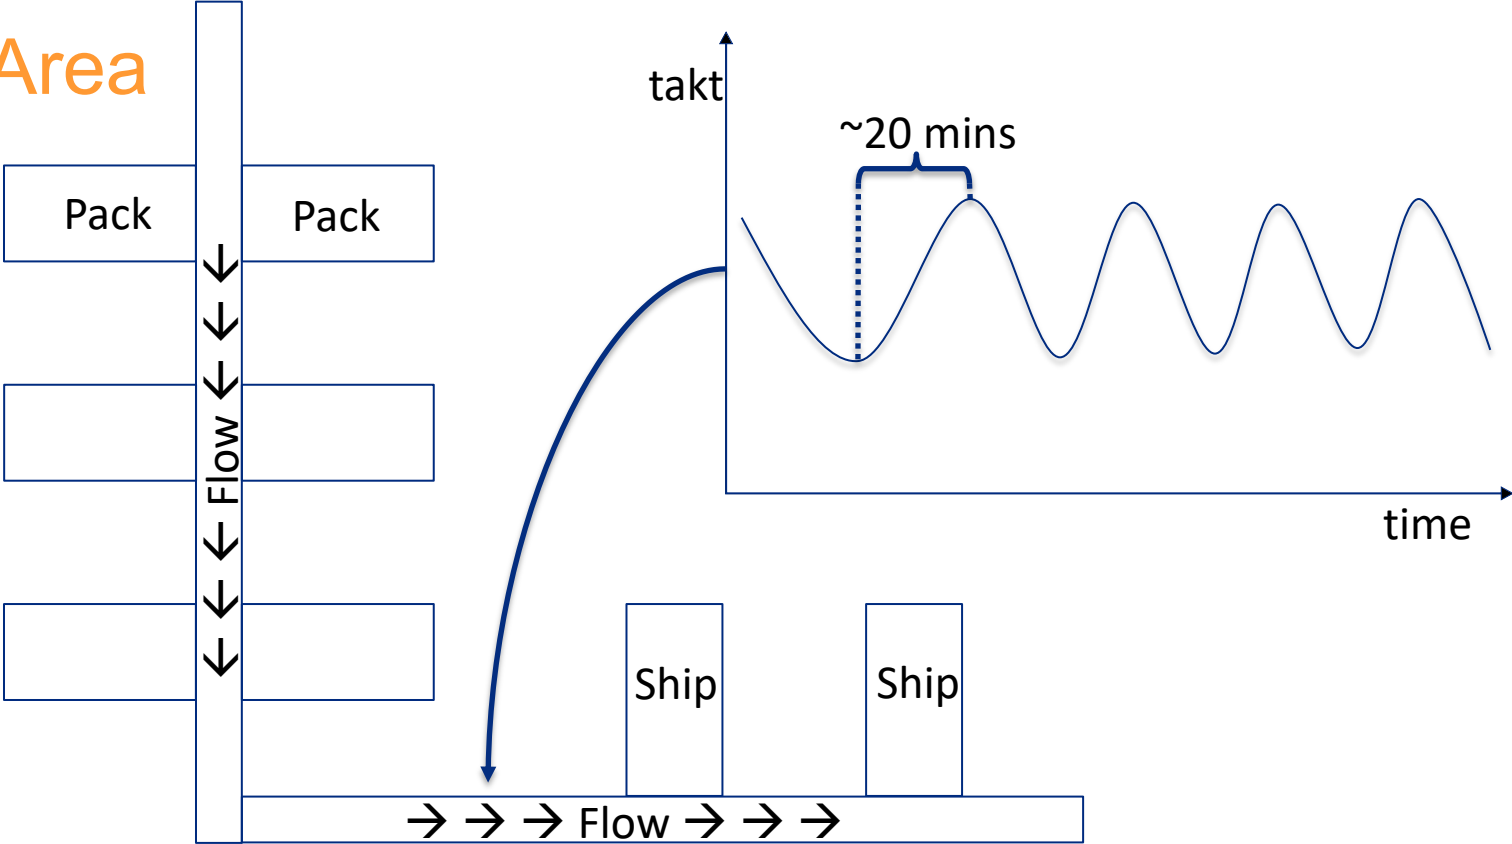 Area
takt
~20 mins
Pack
Pack
Flow
time
Ship
Ship
Flow